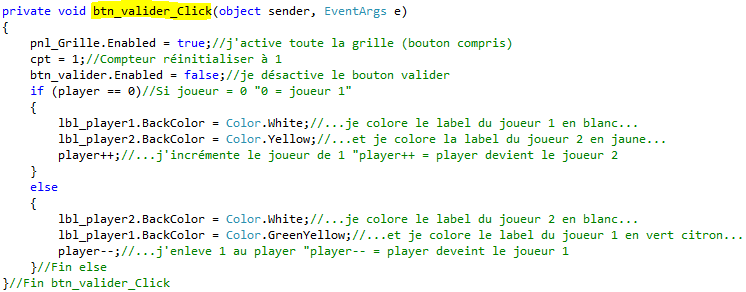 private void btn_valider_Click(object sender, EventArgs e)
{
pnl_Grille.Enabled = true;//j'active toute la grille (bouton compris)
cpt = 1;//Compteur réinitialiser à 1
btn_valider.Enabled = false;//je désactive le bouton valider
if (player == 0)//Si joueur = 0 "0 = joueur 1"
{
lbl_player1.BackColor = Color.White;//...je colore le label du joueur 1 en blanc...
lbl_player2.BackColor = Color.Yellow;//...et je colore la label du joueur 2 en jaune...
player++;//...j'incrémente le joueur de 1 "player++ = player devient le joueur 2
}
else
{
lbl_player2.BackColor = Color.White;//...je colore le label du joueur 2 en blanc...
lbl_player1.BackColor = Color.GreenYellow;//...et je colore le label du joueur 1 en vert citron...
player--;//...j'enleve 1 au player "player-- = player deveint le joueur 1
}//Fin else
}//Fin btn_valider_Click